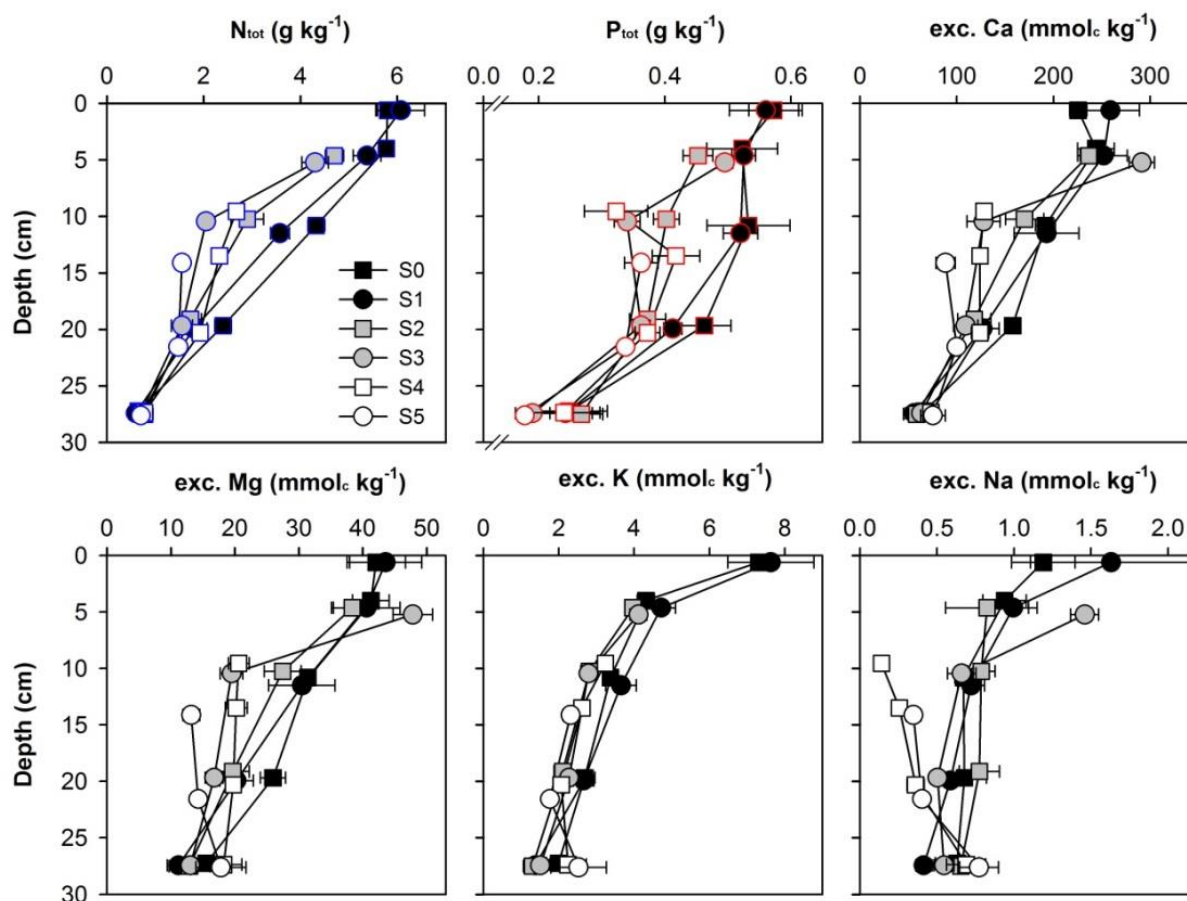 Ntot (g kg-1)
Ptot (g kg-1)
exc. Ca (mmolc kg-1)
0 2 4 6
0.0 0.2 0.4 0.6
0 100 200 300
Depth (cm)
0
5
10
15
20
25
30
S0
S1
S2
S3
S4
S5
exc. Mg (mmolc kg-1)
exc. K (mmolc kg-1)
exc. Na (mmolc kg-1)
0 10 20 30 40 50
0 2 4 6 8
0.0 0.5 1.0 1.5 2.0
Depth (cm)
0
5
10
15
20
25
30